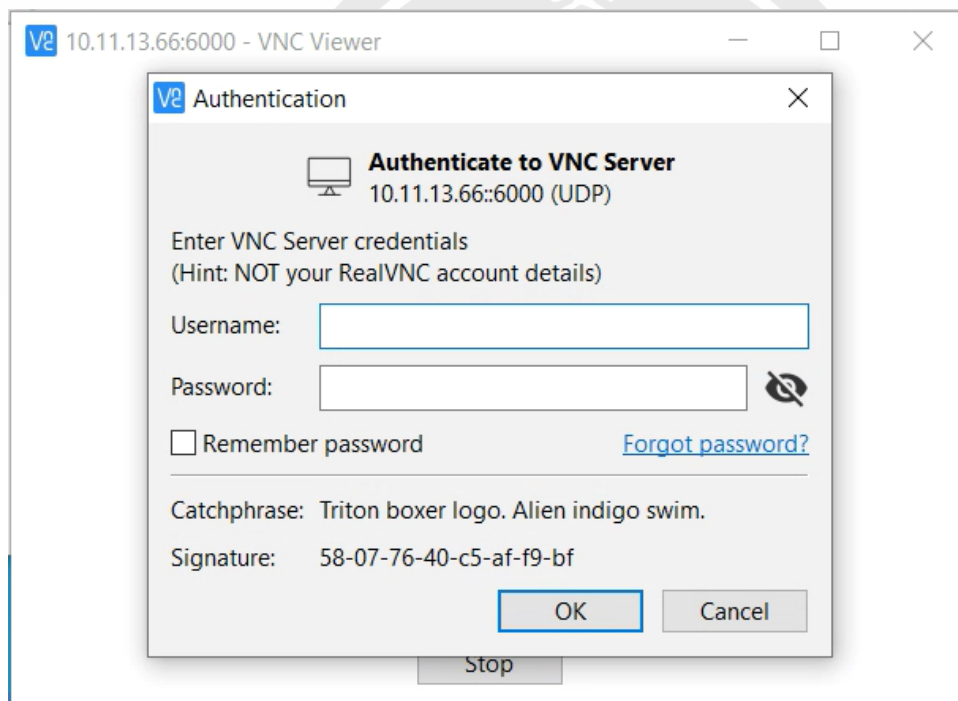 V2 10.11.13.66:6000 - VNC Viewer
V2 Authentication
Authenticate to VNC Server
10.11.13.66::6000 (UDP)
Enter VNC Server credentials
(Hint: NOT your RealVNC account details)
Username:
Password:
Remember password Forgot password?
Catchphrase: Triton boxer logo. Alien indigo swim.
Signature: 58-07-76-40-c5-af-f9-bf
OK Cancel
Stop